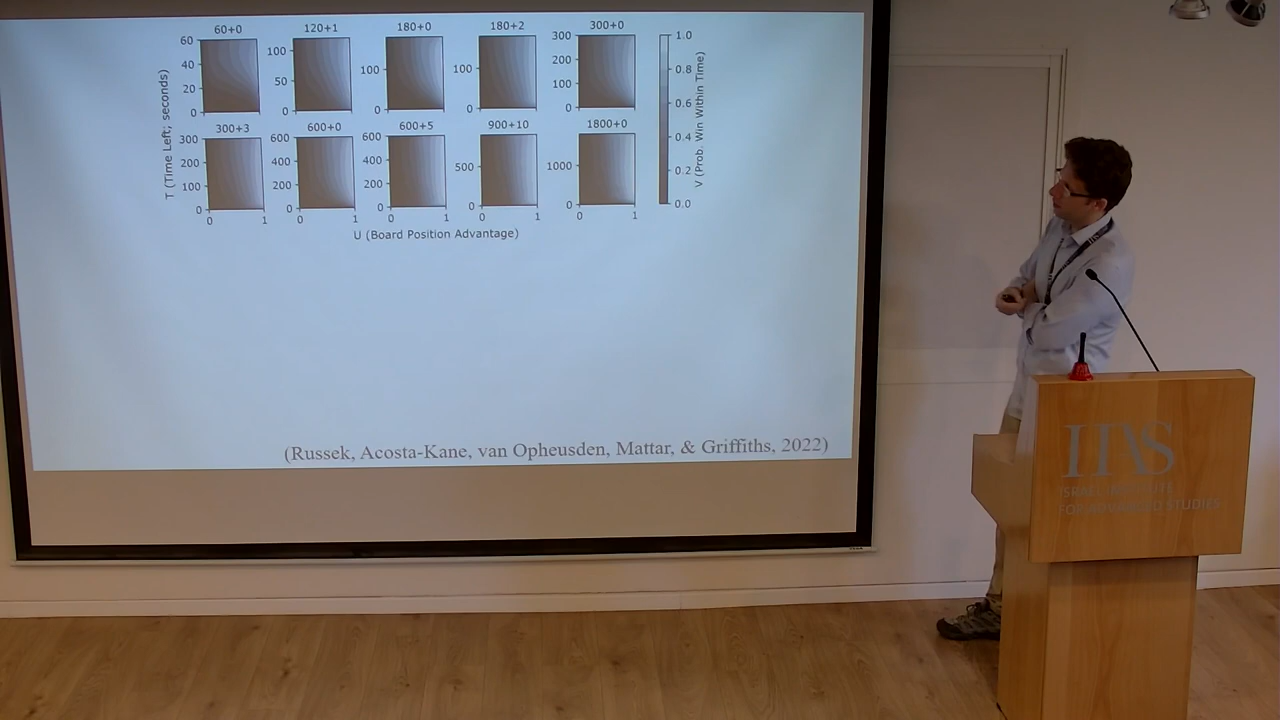 60+0 120+1 180+0 180+2 300+0
60 40 20 0
100 50 0
100 0
100 0
300 200 100 0
1.0 0.8 0.6 0.4 0.2 0.0
V (Prob. Win Within Time)
T (Time Left; seconds)
300+3 600+0 600+5 900+10 1800+0
300 200 100 0
600 400 200 0
600 400 200 0
500 0
1000 0
0 1 0 1 0 1 0 1 0 1
U (Board Position Advantage)
(Russek, Acosta-Kane, van Opheusden, Mattar, & Griffiths, 2022)
IIAS
ISRAEL INSTITUTE
FOR ADVANCED STUDIES